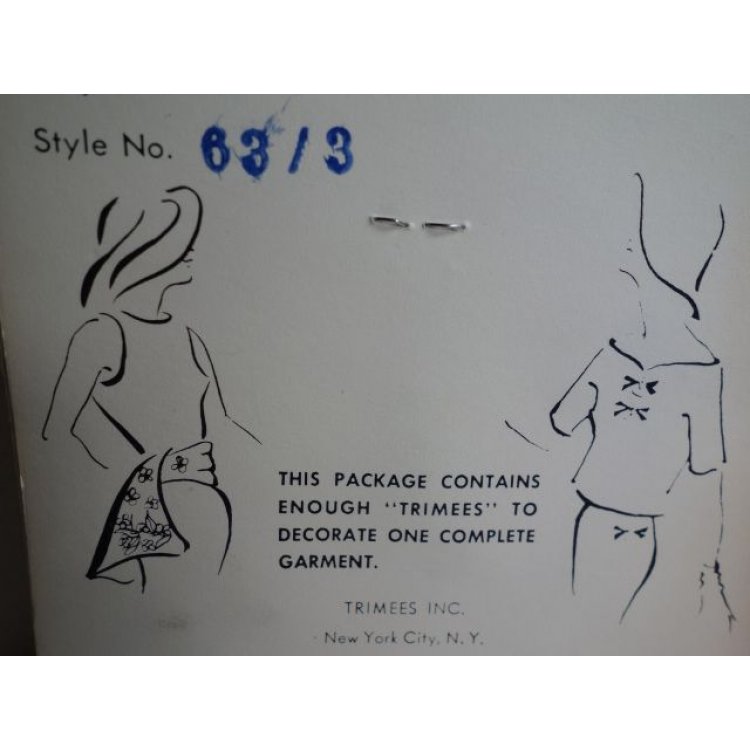 Style No. 63/3
THIS PACKAGE CONTAINS
ENOUGH "TRIMEES" TO
DECORATE ONE COMPLETE
GARMENT.
TRIMEES INC.
New York City, N. Y.